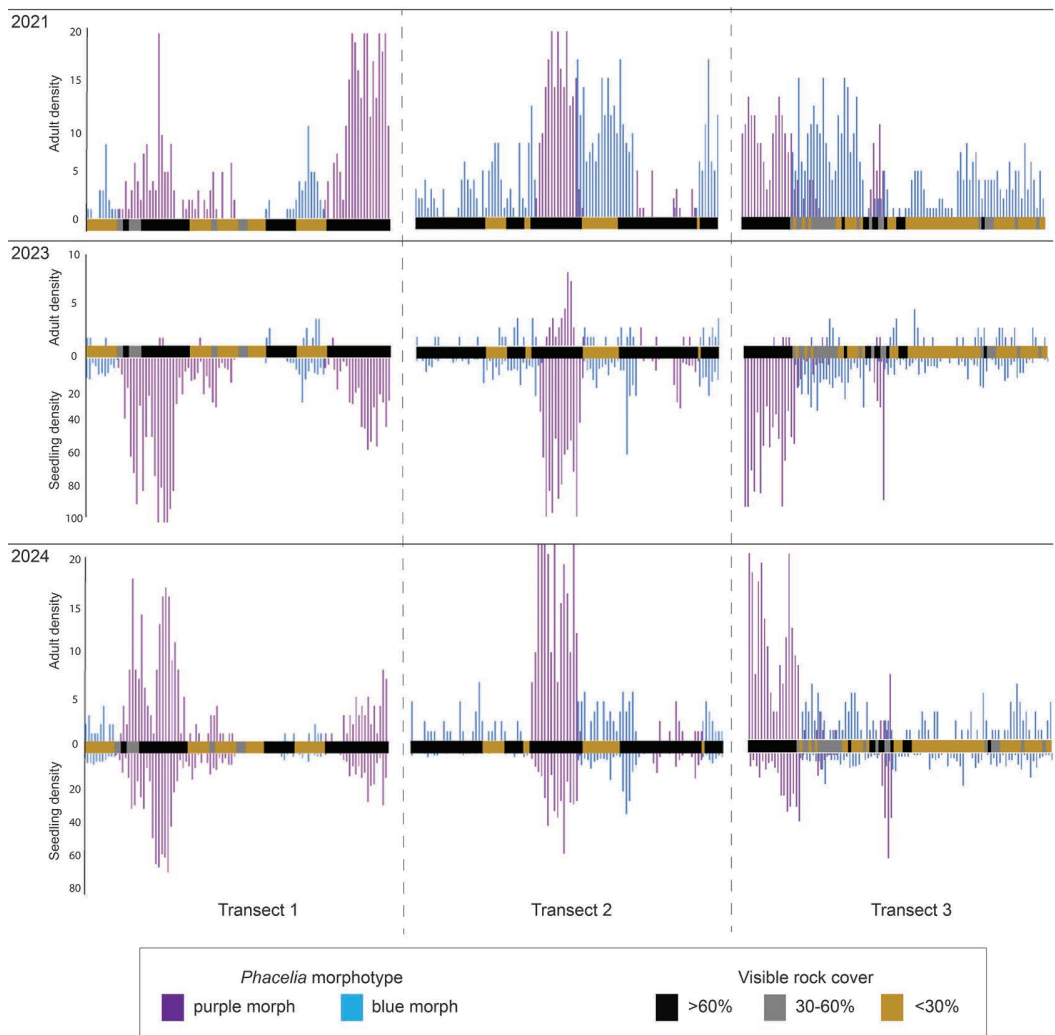 2021
20
15
10
5
0
Adult density
2023
10
5
0
20
40
60
80
100
Adult density
Seedling density
2024
20
15
10
5
0
20
40
60
80
Adult density
Seedling density
Transect 1
Transect 2
Transect 3
Phacelia morphotype
purple morph
blue morph
Visible rock cover
>60%
30-60%
<30%